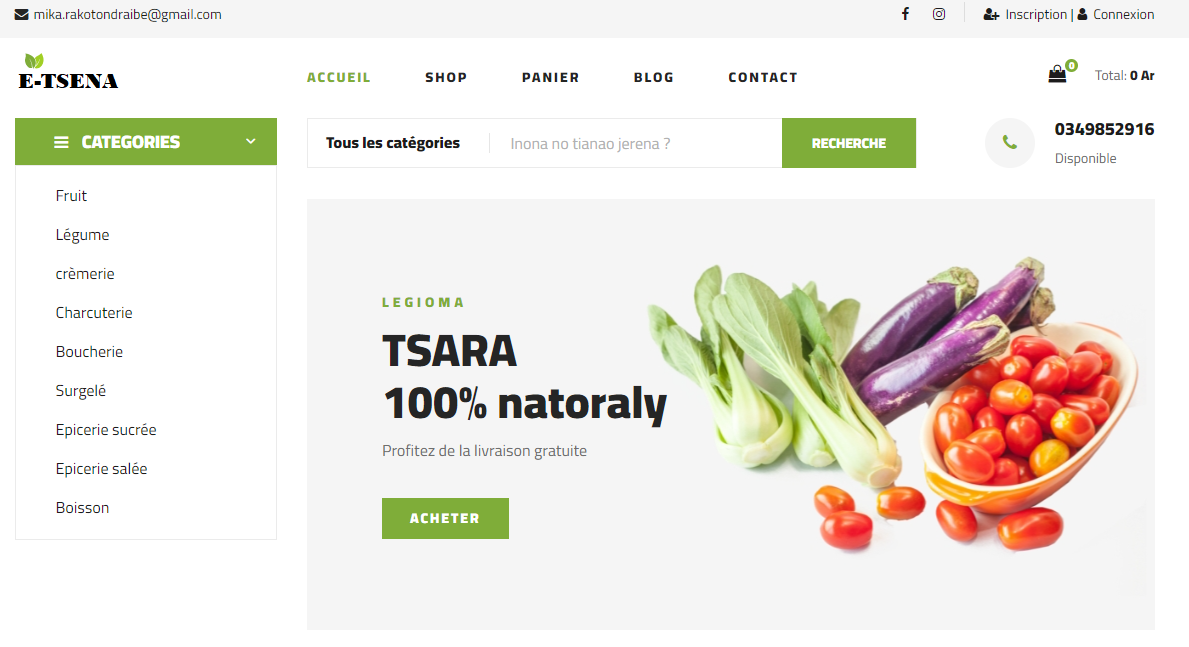 mika.rakotondraibe@gmail.com
Inscription | Connexion
E-TSENA
ACCUEIL SHOP PANIER BLOG CONTACT
0
Total: 0 Ar
CATEGORIES
Tous les catégories
Inona no tianao jerena ?
RECHERCHE
0349852916
Disponible
Fruit
Légume
crèmerie
Charcuterie
Boucherie
Surgelé
Epicerie sucrée
Epicerie salée
Boisson
LEGIOMA
TSARA
100% natoraly
Profitez de la livraison gratuite
ACHETER